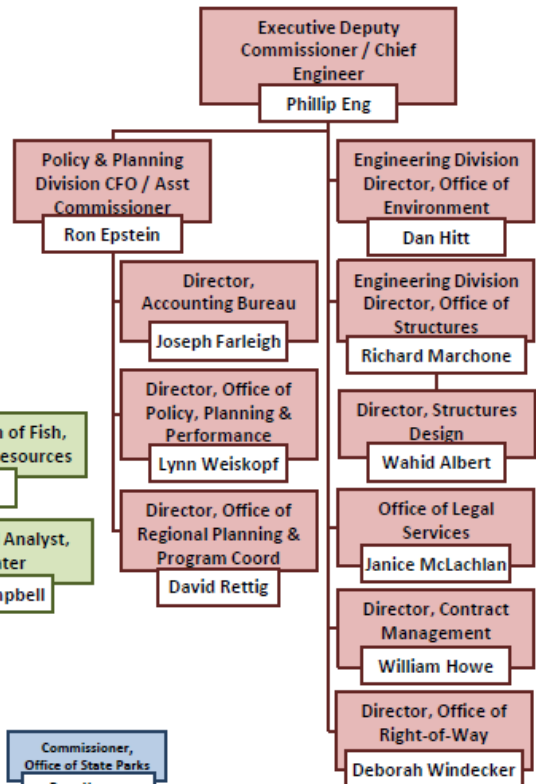 Executive Deputy
Commissioner / Chief
Engineer
Phillip Eng
Policy & Planning
Division CFO / Asst
Commissioner
Ron Epstein
Director,
Accounting Bureau
Joseph Farleigh
Director, Office of
Policy, Planning &
Performance
Lynn Weiskopf
Director, Office of
Regional Planning &
Program Coord
David Rettig
Engineering Division
Director, Office of
Environment
Dan Hitt
Engineering Division
Director, Office of
Structures
Richard Marchone
Director, Structures
Design
Wahid Albert
Office of Legal
Services
Janice McLachlan
Director, Contract
Management
William Howe
Director, Office of
Right-of-Way
Deborah Windecker
of Fish,
Analyst,
Commissioner,
Office of State Parks